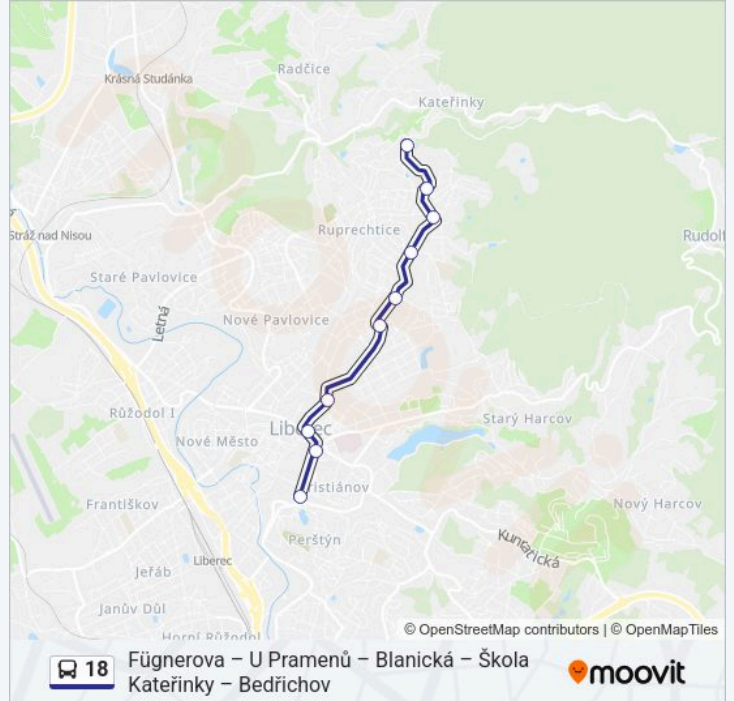 Radčice
Krásná Studánka
Kateřinky
Stráž nad Nisou
Ruprechtice
Rudolf
Staré Pavlovice
Letná
Nové Pavlovice
Růžodol I
Starý Harcov
Nové Město
ristiánov
Františkov
Nový Harcov
Perštýn
Kunratická
Liberec
Jeřáb
Janův Důl
Horní Růžodol
© OpenStreetMap contributors | © OpenMapTiles
18
Fügnerova – U Pramenů – Blanická – Škola
Kateřinky – Bedřichov
moovit